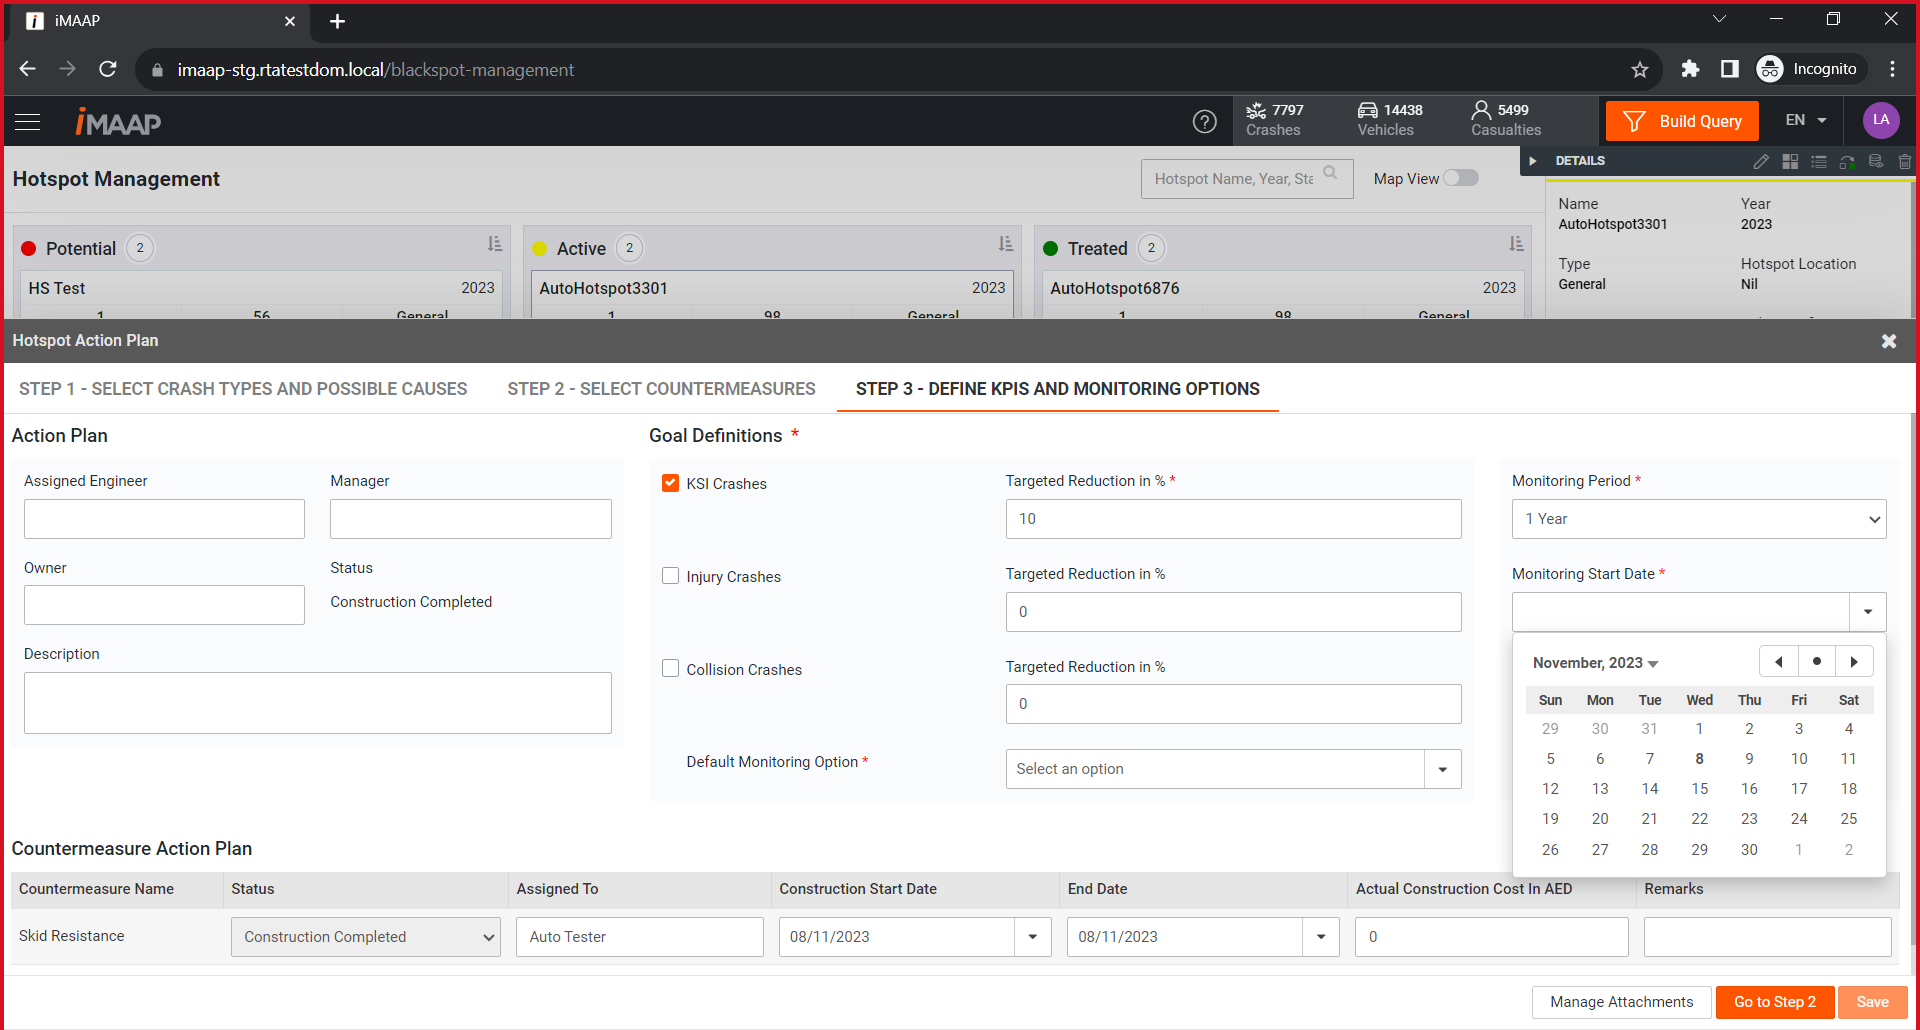 iMAAP
imaap-stg.rtatestdom.local/blackspot-management
Incognito
iMAAP
7797
Crashes
14438
Vehicles
5499
Casualties
Build Query
EN
LA
Hotspot Management
Hotspot Name, Year, Sta
Map View
DETAILS
Name
AutoHotspot3301
Year
2023
Type
General
Hotspot Location
Nil
Potential 2
HS Test 2023
1 56 General
Active 2
AutoHotspot3301 2023
1 98 General
Treated 2
AutoHotspot6876 2023
1 98 General
Hotspot Action Plan
STEP 1 - SELECT CRASH TYPES AND POSSIBLE CAUSES
STEP 2 - SELECT COUNTERMEASURES
STEP 3 - DEFINE KPIS AND MONITORING OPTIONS
Action Plan
Assigned Engineer
Manager
Owner
Status
Construction Completed
Description
Goal Definitions *
KSI Crashes
Targeted Reduction in % *
10
Injury Crashes
Targeted Reduction in %
0
Collision Crashes
Targeted Reduction in %
0
Default Monitoring Option *
Select an option
Monitoring Period *
1 Year
Monitoring Start Date *
November, 2023
Sun Mon Tue Wed Thu Fri Sat
29 30 31 1 2 3 4
5 6 7 8 9 10 11
12 13 14 15 16 17 18
19 20 21 22 23 24 25
26 27 28 29 30 1 2
Countermeasure Action Plan
Countermeasure Name Status Assigned To Construction Start Date End Date Actual Construction Cost In AED Remarks
Skid Resistance Construction Completed Auto Tester 08/11/2023 08/11/2023 0
Manage Attachments
Go to Step 2
Save